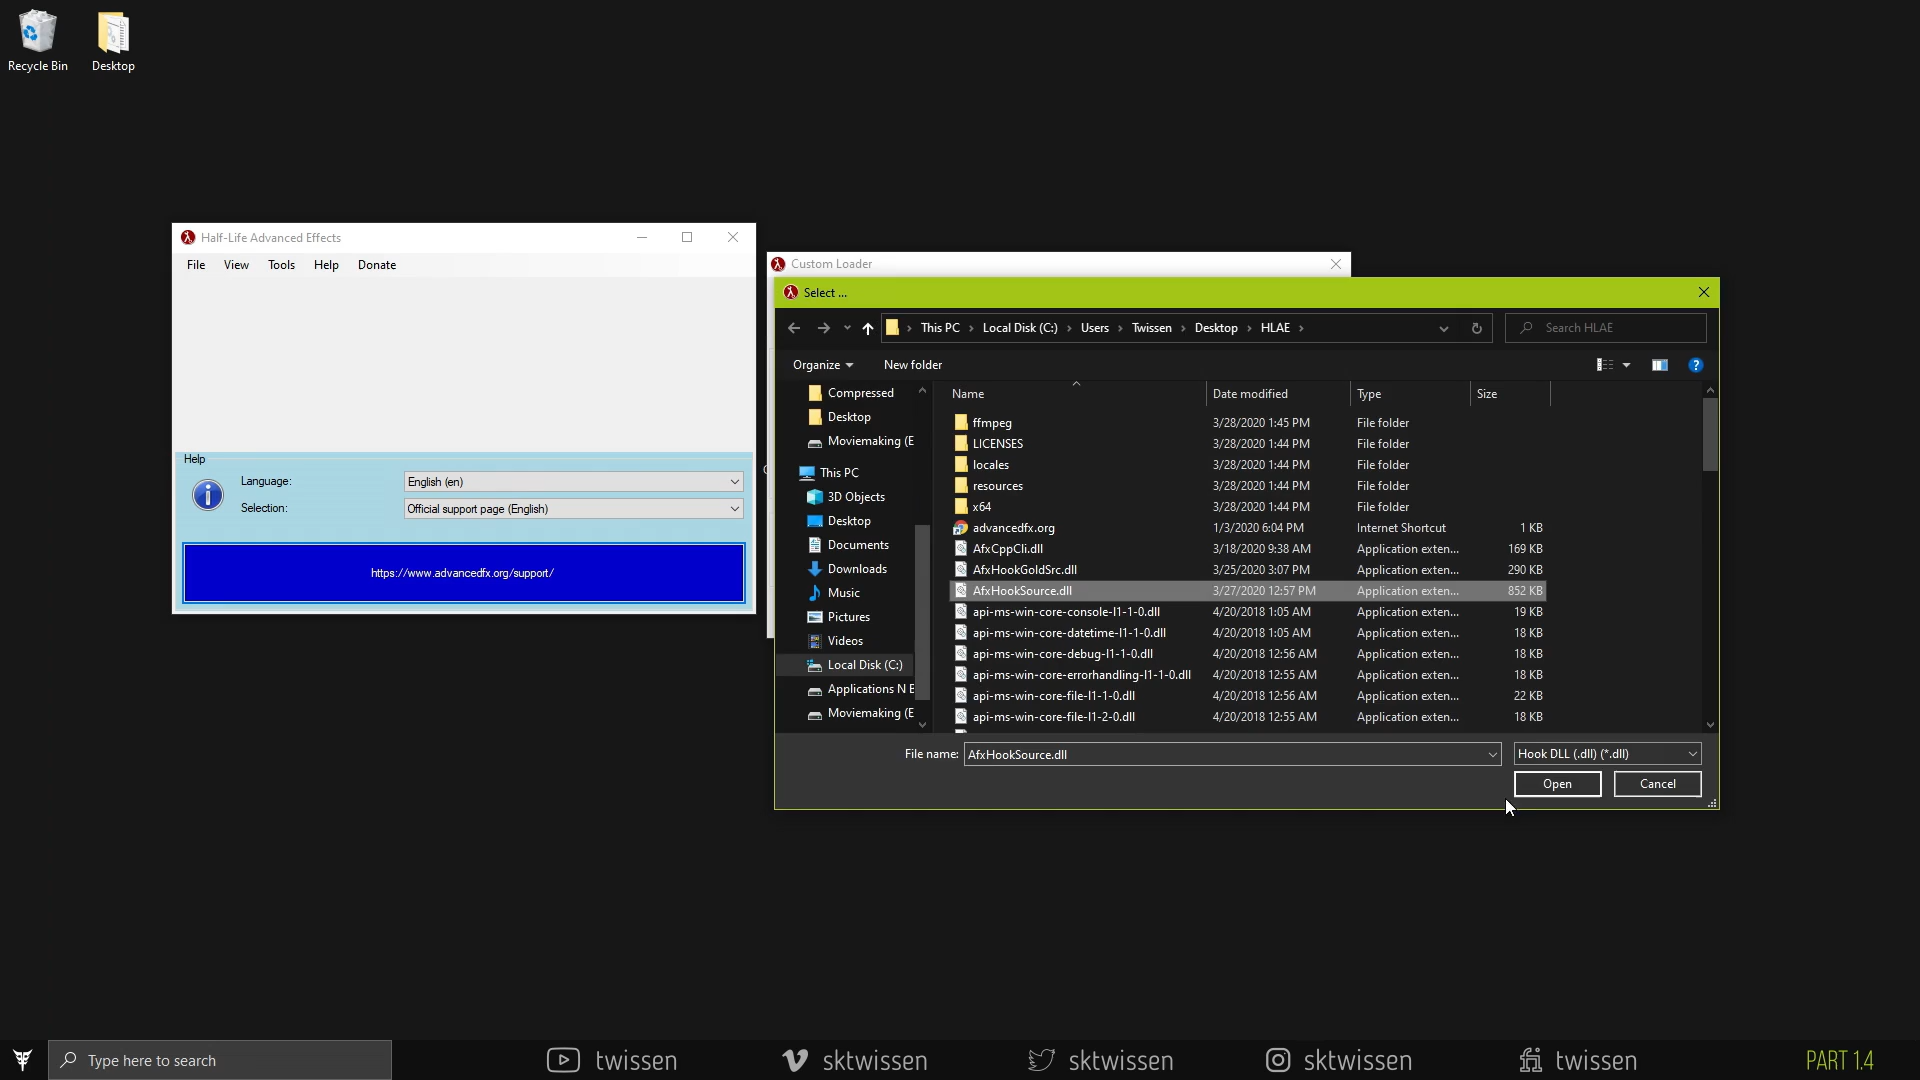 Recycle Bin
Desktop
Half-Life Advanced Effects
File View Tools Help Donate
Help
Language: English (en)
Selection: Official support page (English)
https://www.advancedfx.org/support/
Custom Loader
Select ...
This PC Local Disk (C:) Users Twissen Desktop HLAE
Search HLAE
Organize New folder
Compressed
Desktop
Moviemaking (E
This PC
3D Objects
Desktop
Documents
Downloads
Music
Pictures
Videos
Local Disk (C:)
Applications N E
Moviemaking (E
Name Date modified Type Size
ffmpeg 3/28/2020 1:45 PM File folder
LICENSES 3/28/2020 1:44 PM File folder
locales 3/28/2020 1:44 PM File folder
resources 3/28/2020 1:44 PM File folder
x64 3/28/2020 1:44 PM File folder
advancedfx.org 1/3/2020 6:04 PM Internet Shortcut 1 KB
AfxCppCli.dll 3/18/2020 9:38 AM Application exten... 169 KB
AfxHookGoldSrc.dll 3/25/2020 3:07 PM Application exten... 290 KB
AfxHookSource.dll 3/27/2020 12:57 PM Application exten... 852 KB
api-ms-win-core-console-l1-1-0.dll 4/20/2018 1:05 AM Application exten... 19 KB
api-ms-win-core-datetime-l1-1-0.dll 4/20/2018 1:05 AM Application exten... 18 KB
api-ms-win-core-debug-l1-1-0.dll 4/20/2018 12:56 AM Application exten... 18 KB
api-ms-win-core-errorhandling-l1-1-0.dll 4/20/2018 12:55 AM Application exten... 18 KB
api-ms-win-core-file-l1-1-0.dll 4/20/2018 12:56 AM Application exten... 22 KB
api-ms-win-core-file-l1-2-0.dll 4/20/2018 12:55 AM Application exten... 18 KB
File name: AfxHookSource.dll Hook DLL (.dll) (*.dll)
Open Cancel
Type here to search
twissen
sktwissen
sktwissen
sktwissen
twissen
PART 1.4